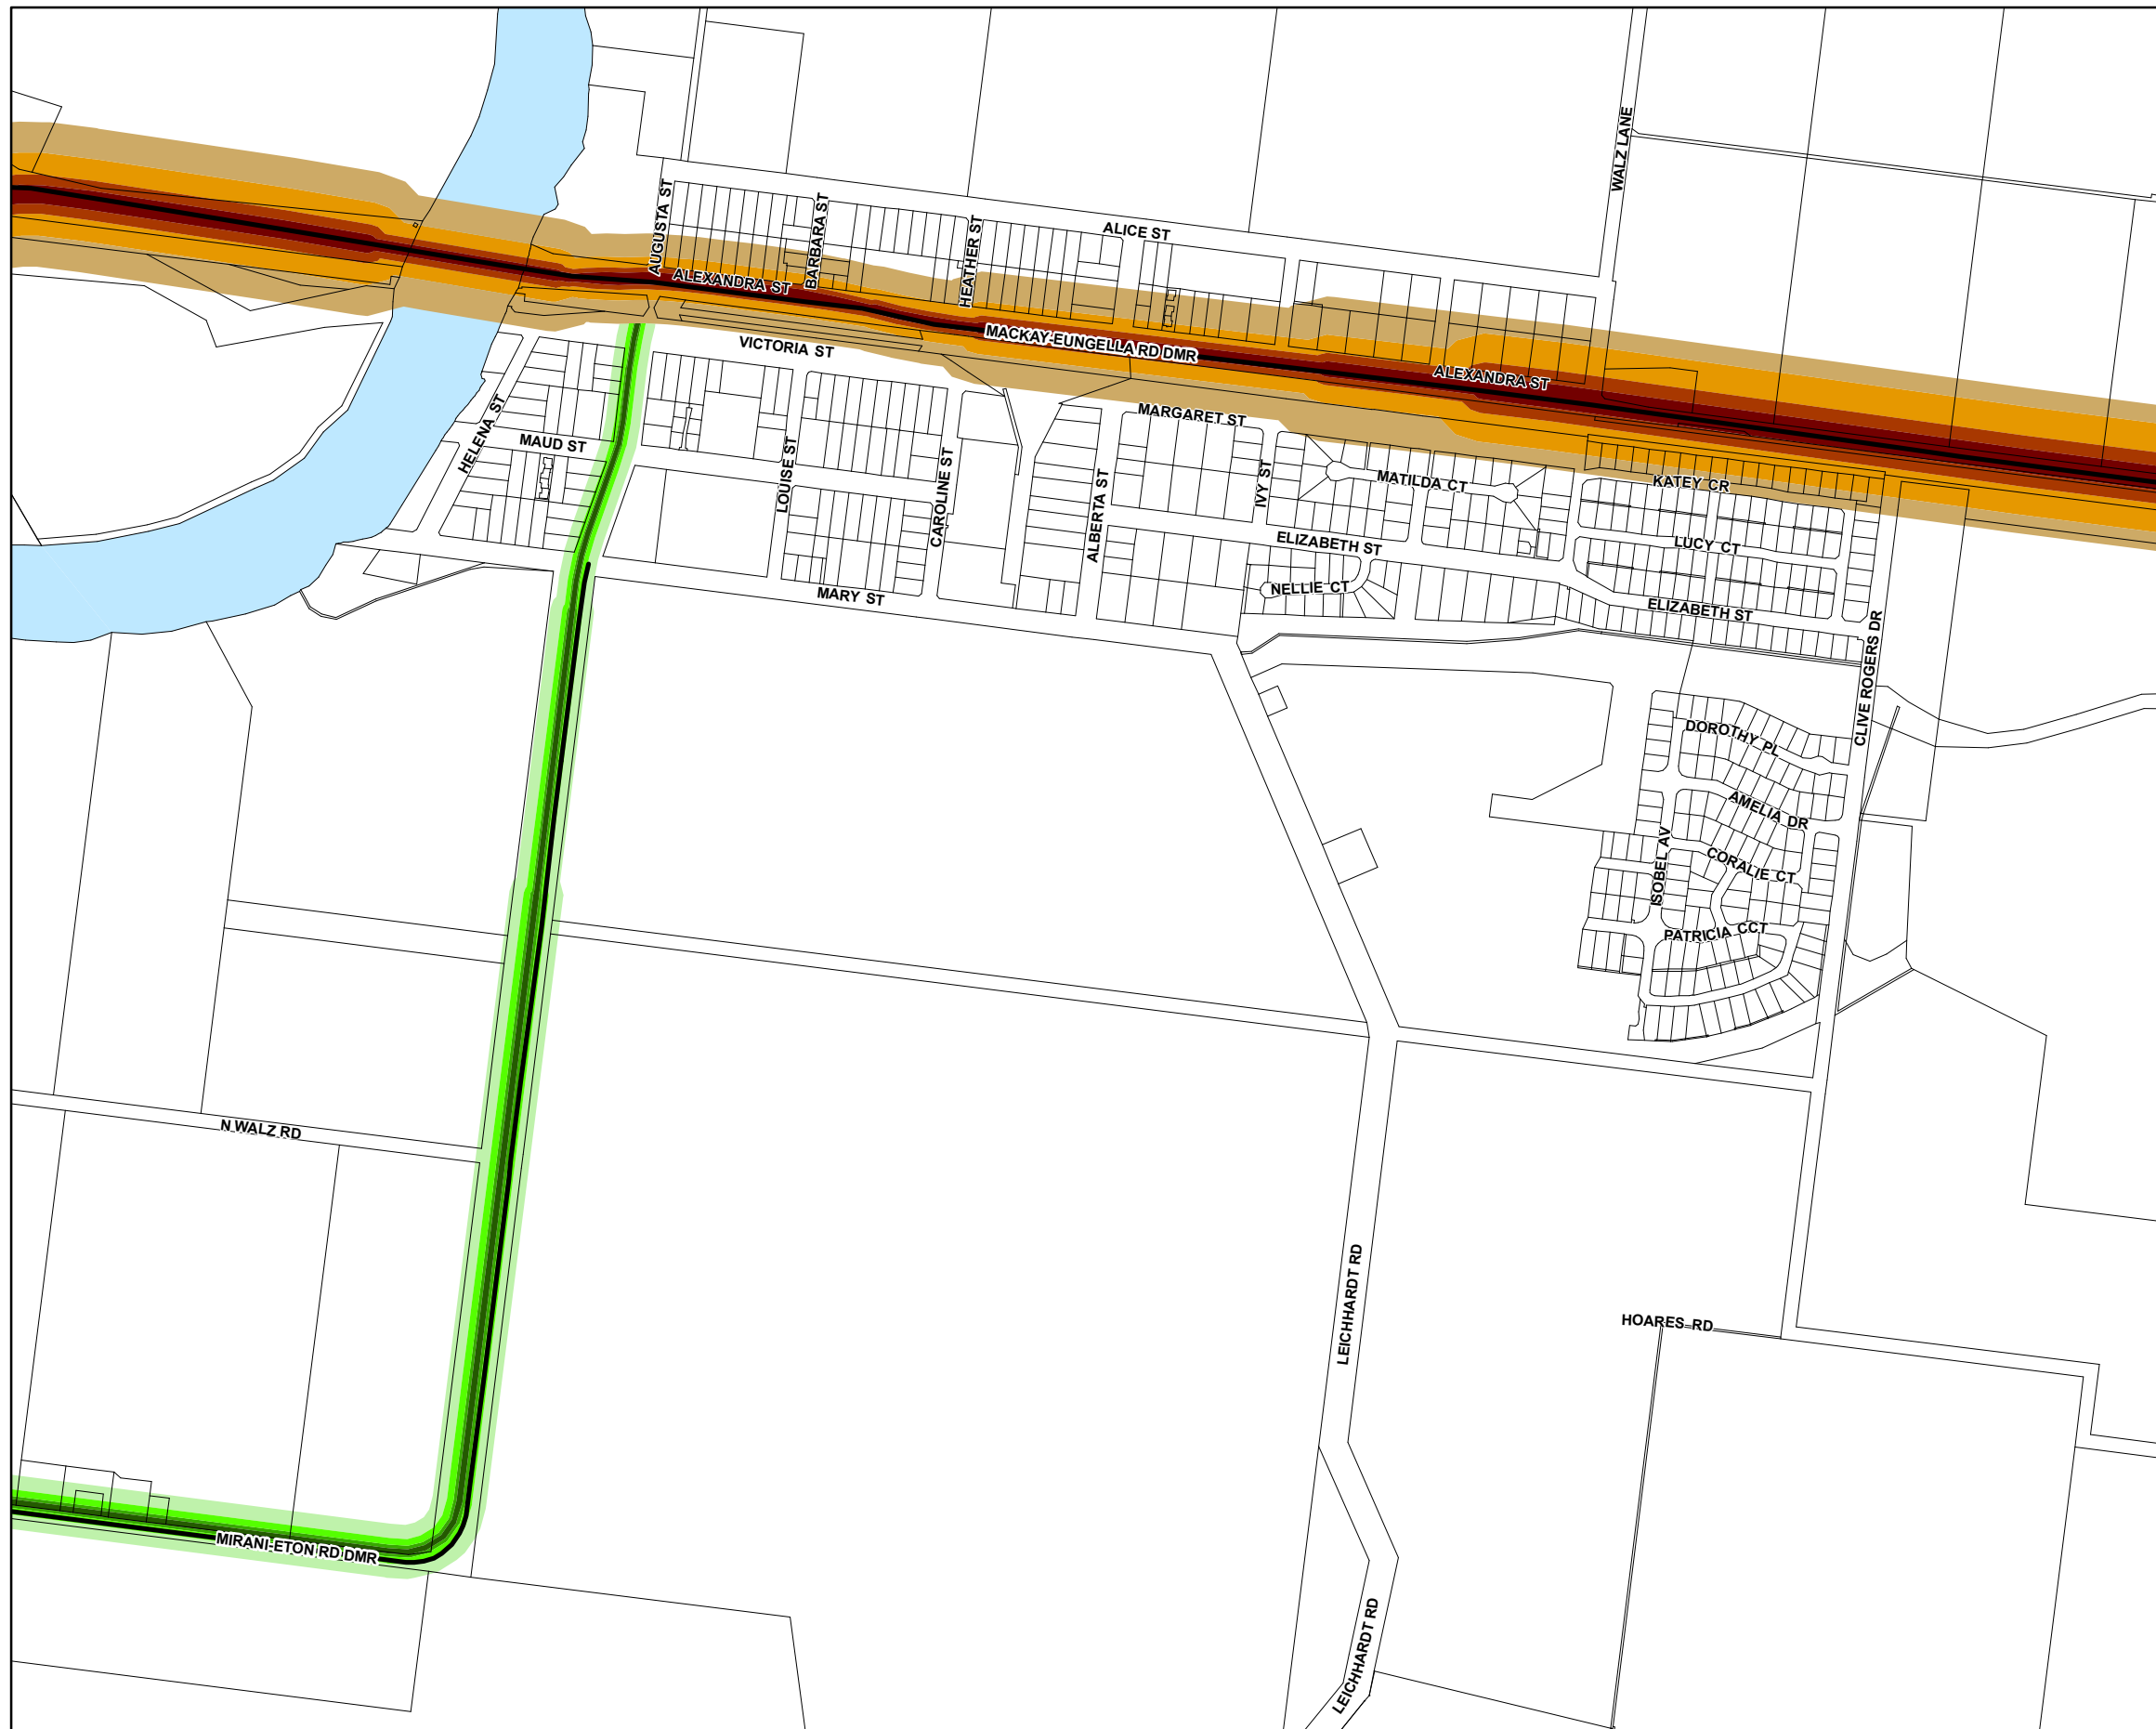 WALZ LANE
AUGUSTA ST
BARBARA ST
HEATHER ST
ALICE ST
ALEXANDRA ST
MACKAY-EUNGELLA RD DMR
VICTORIA ST
ALEXANDRA ST
HELENA ST
MAUD ST
LOUISE ST
CAROLINE ST
ALBERTA ST
MARGARET ST
IVY ST
MATILDA CT
KATEY CR
ELIZABETH ST
LUCY CT
NELLIE CT
MARY ST
ELIZABETH ST
CLIVE ROGERS DR
DOROTHY PL
AMELIA DR
ISOBEL AV
CORALIE CT
PATRICIA CCT
N WALZ RD
LEICHHARDT RD
HOARES RD
MIRANI-ETON RD DMR
LEICHHARDT RD